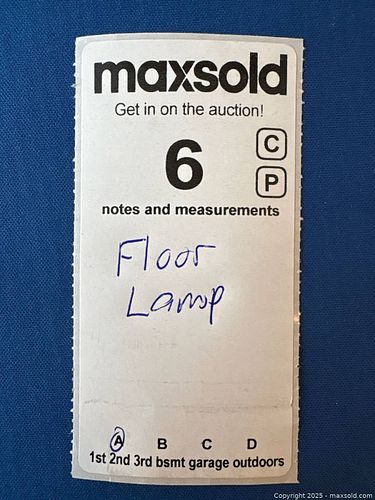 maxsold
Get in on the auction!
6
C
P
notes and measurements
Floor
Lamp
A B C D
1st 2nd 3rd bsmt garage outdoors
Copyright © 2025 - maxsold.com